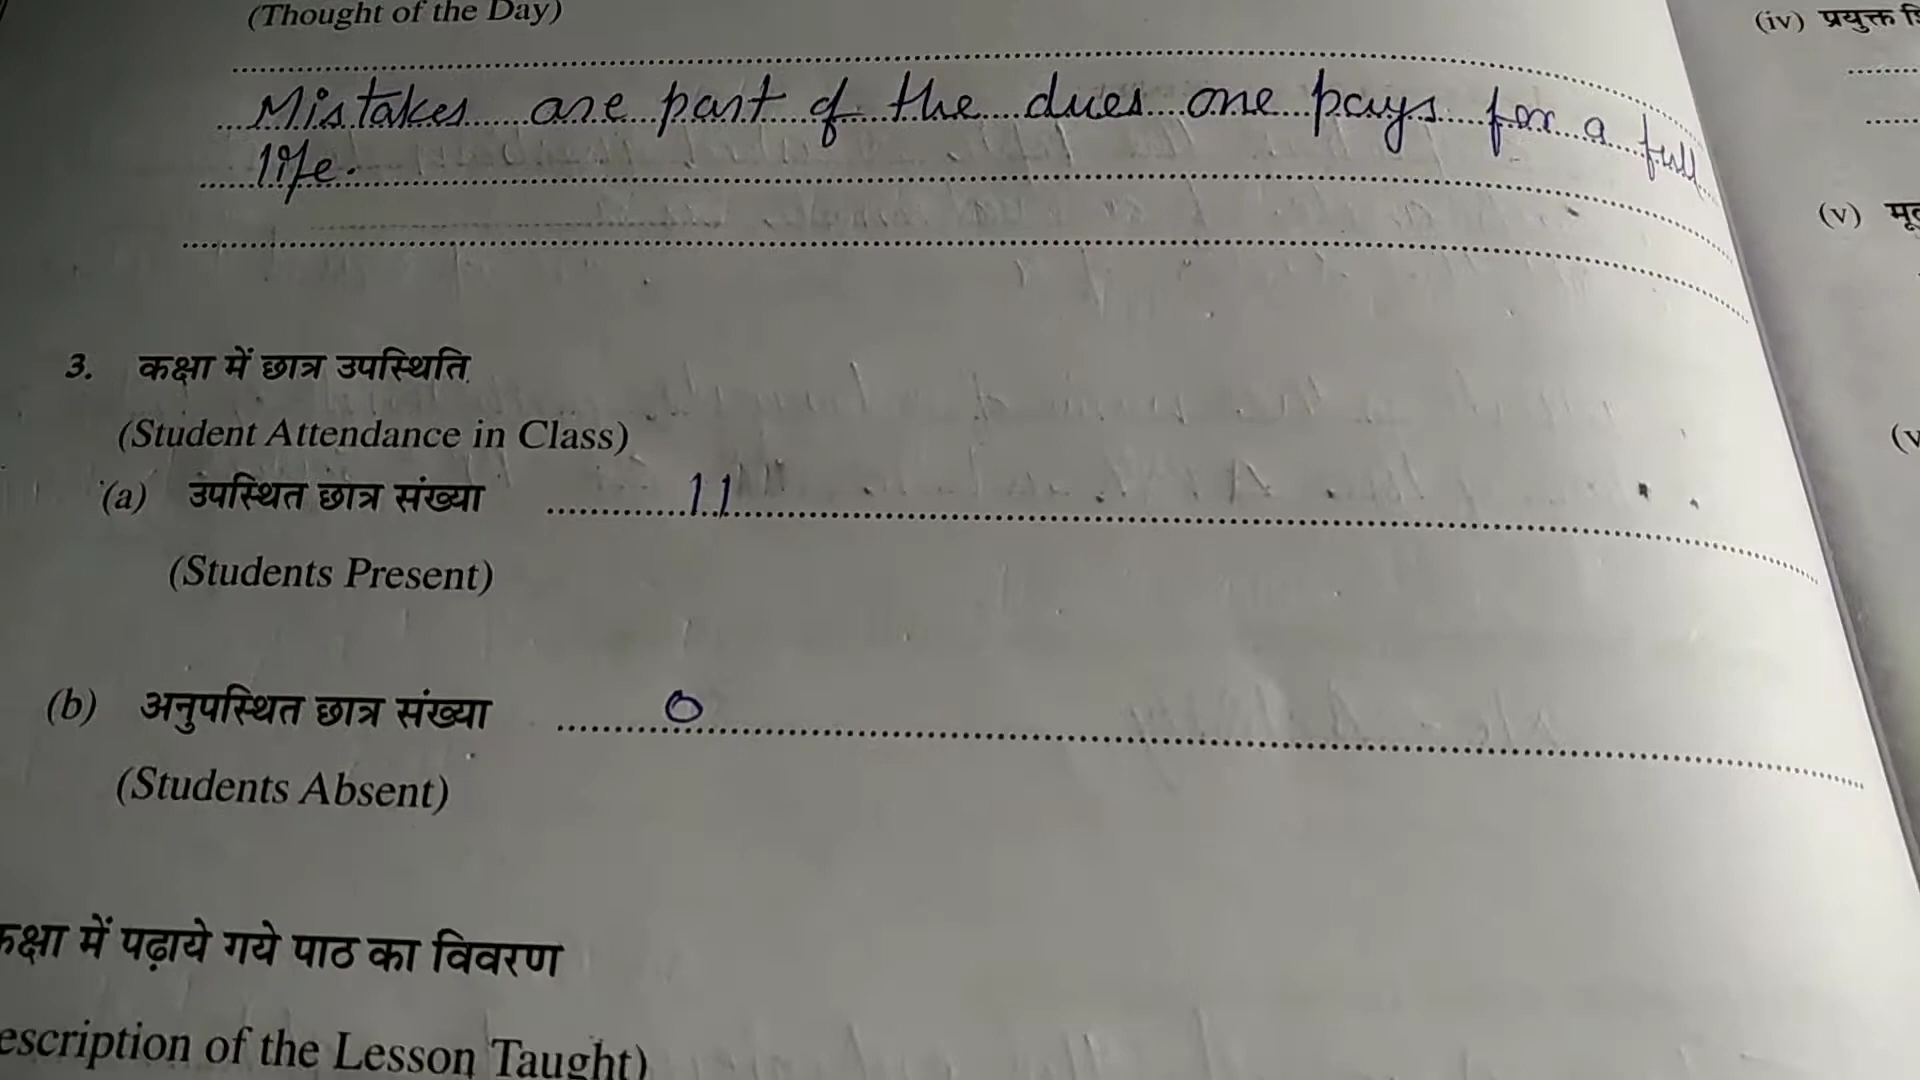 (Thought of the Day)
Mistakes are part of the dues one pays for a full
life.
3. कक्षा में छात्र उपस्थिति
(Student Attendance in Class)
(a) उपस्थित छात्र संख्या 11
(Students Present)
(b) अनुपस्थित छात्र संख्या 0
(Students Absent)
कक्षा में पढ़ाये गये पाठ का विवरण
escription of the Lesson Taught)
(iv) प्रयुक्त
(v)